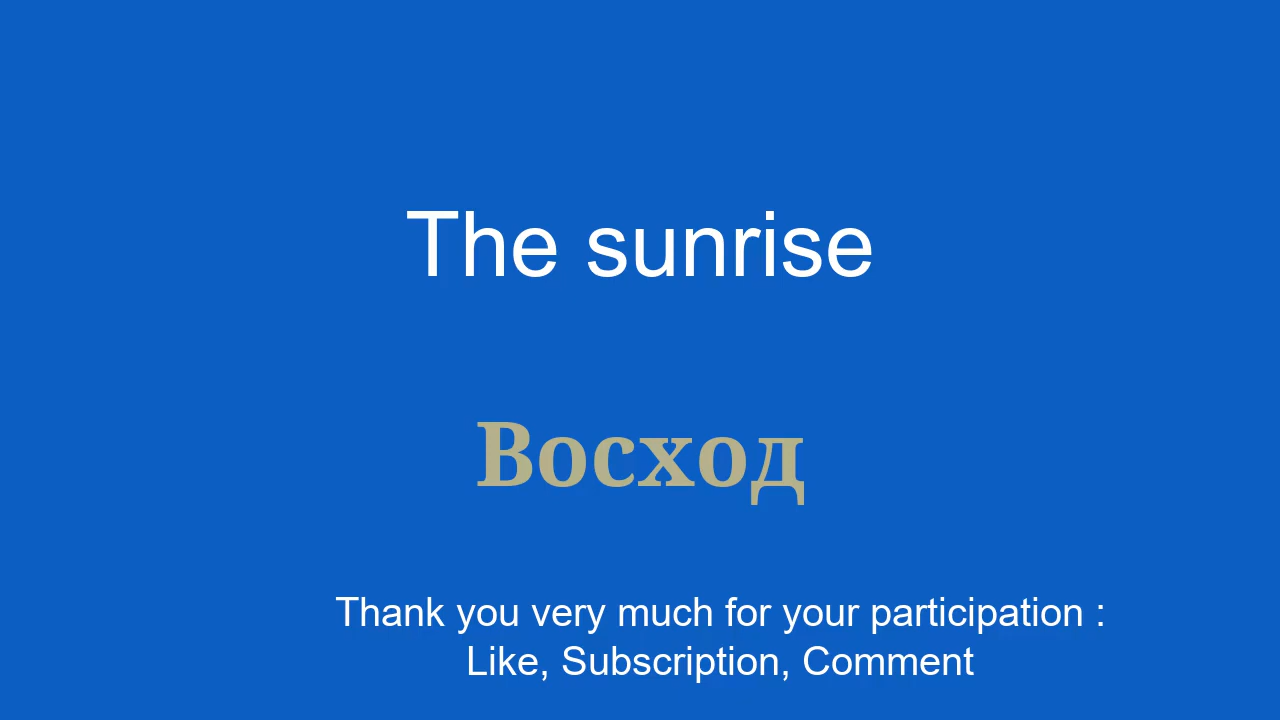 The sunrise
Восход
Thank you very much for your participation :
Like, Subscription, Comment